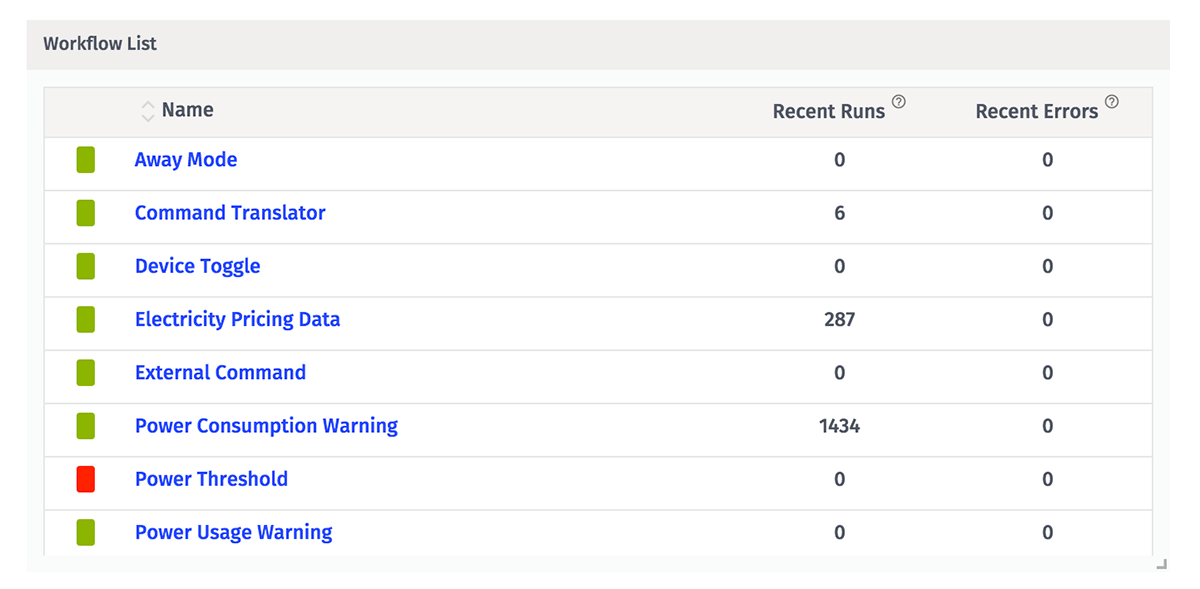 Workflow List
Name Recent Runs ? Recent Errors ?
Away Mode 0 0
Command Translator 6 0
Device Toggle 0 0
Electricity Pricing Data 287 0
External Command 0 0
Power Consumption Warning 1434 0
Power Threshold 0 0
Power Usage Warning 0 0